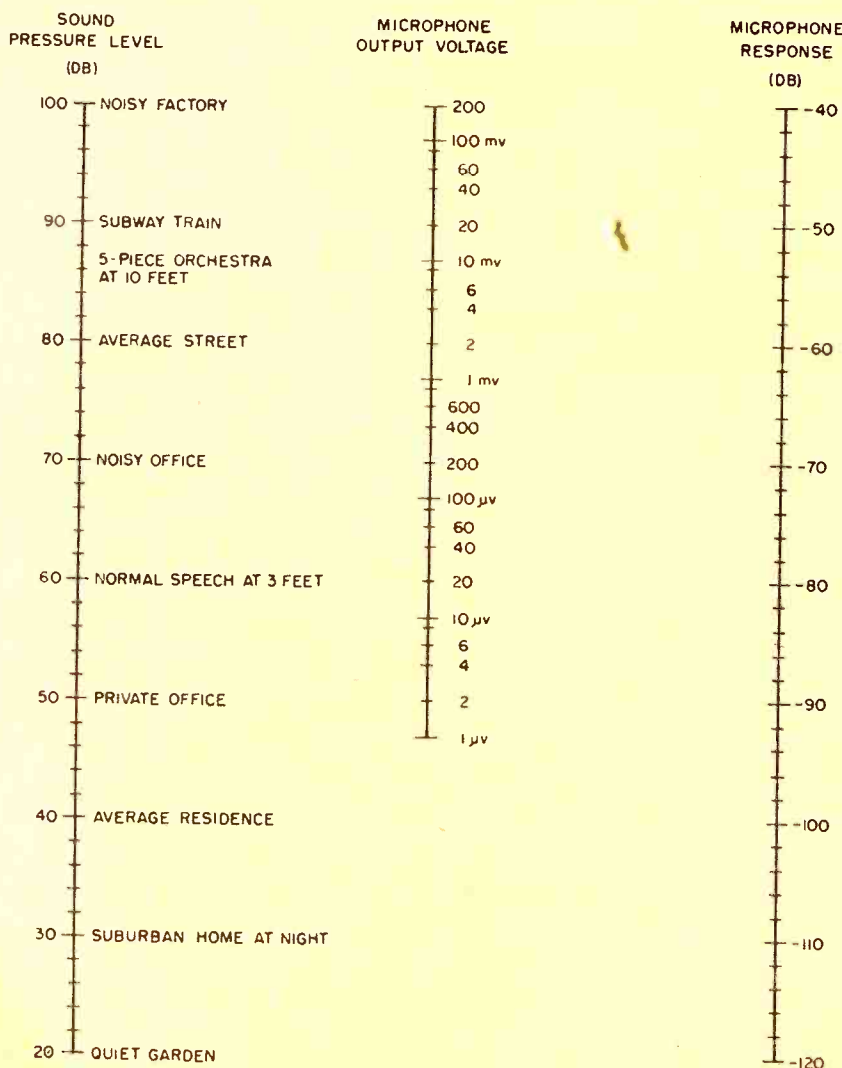 SOUND
PRESSURE LEVEL
(DB)
MICROPHONE
OUTPUT VOLTAGE
MICROPHONE
RESPONSE
(DB)
100 NOISY FACTORY
90 SUBWAY TRAIN
5-PIECE ORCHESTRA
AT 10 FEET
80 AVERAGE STREET
70 NOISY OFFICE
60 NORMAL SPEECH AT 3 FEET
50 PRIVATE OFFICE
40 AVERAGE RESIDENCE
30 SUBURBAN HOME AT NIGHT
20 QUIET GARDEN
200
100 mv
60
40
20
10 mv
6
4
2
1 mv
600
400
200
100 µv
60
40
20
10 µv
6
4
2
1 µv
-40
-50
-60
-70
-80
-90
-100
-110
-120